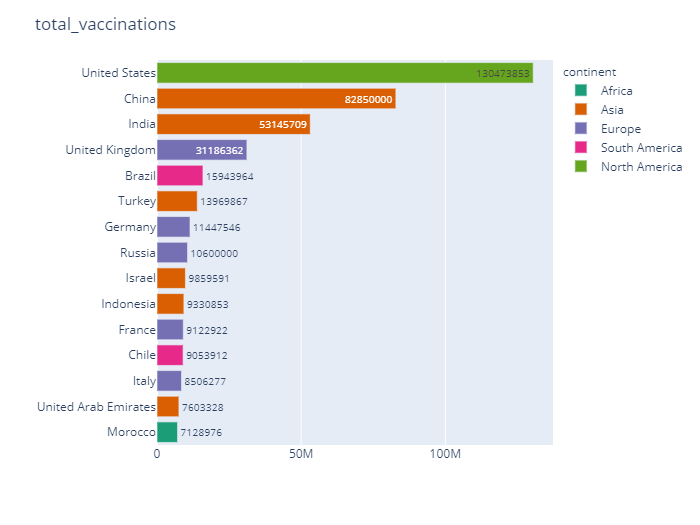 total_vaccinations
continent
Africa
Asia
Europe
South America
North America
United States 130473853
China 82850000
India 53145709
United Kingdom 31186362
Brazil 15943964
Turkey 13969867
Germany 11447546
Russia 10600000
Israel 9859591
Indonesia 9330853
France 9122922
Chile 9053912
Italy 8506277
United Arab Emirates 7603328
Morocco 7128976
0 50M 100M